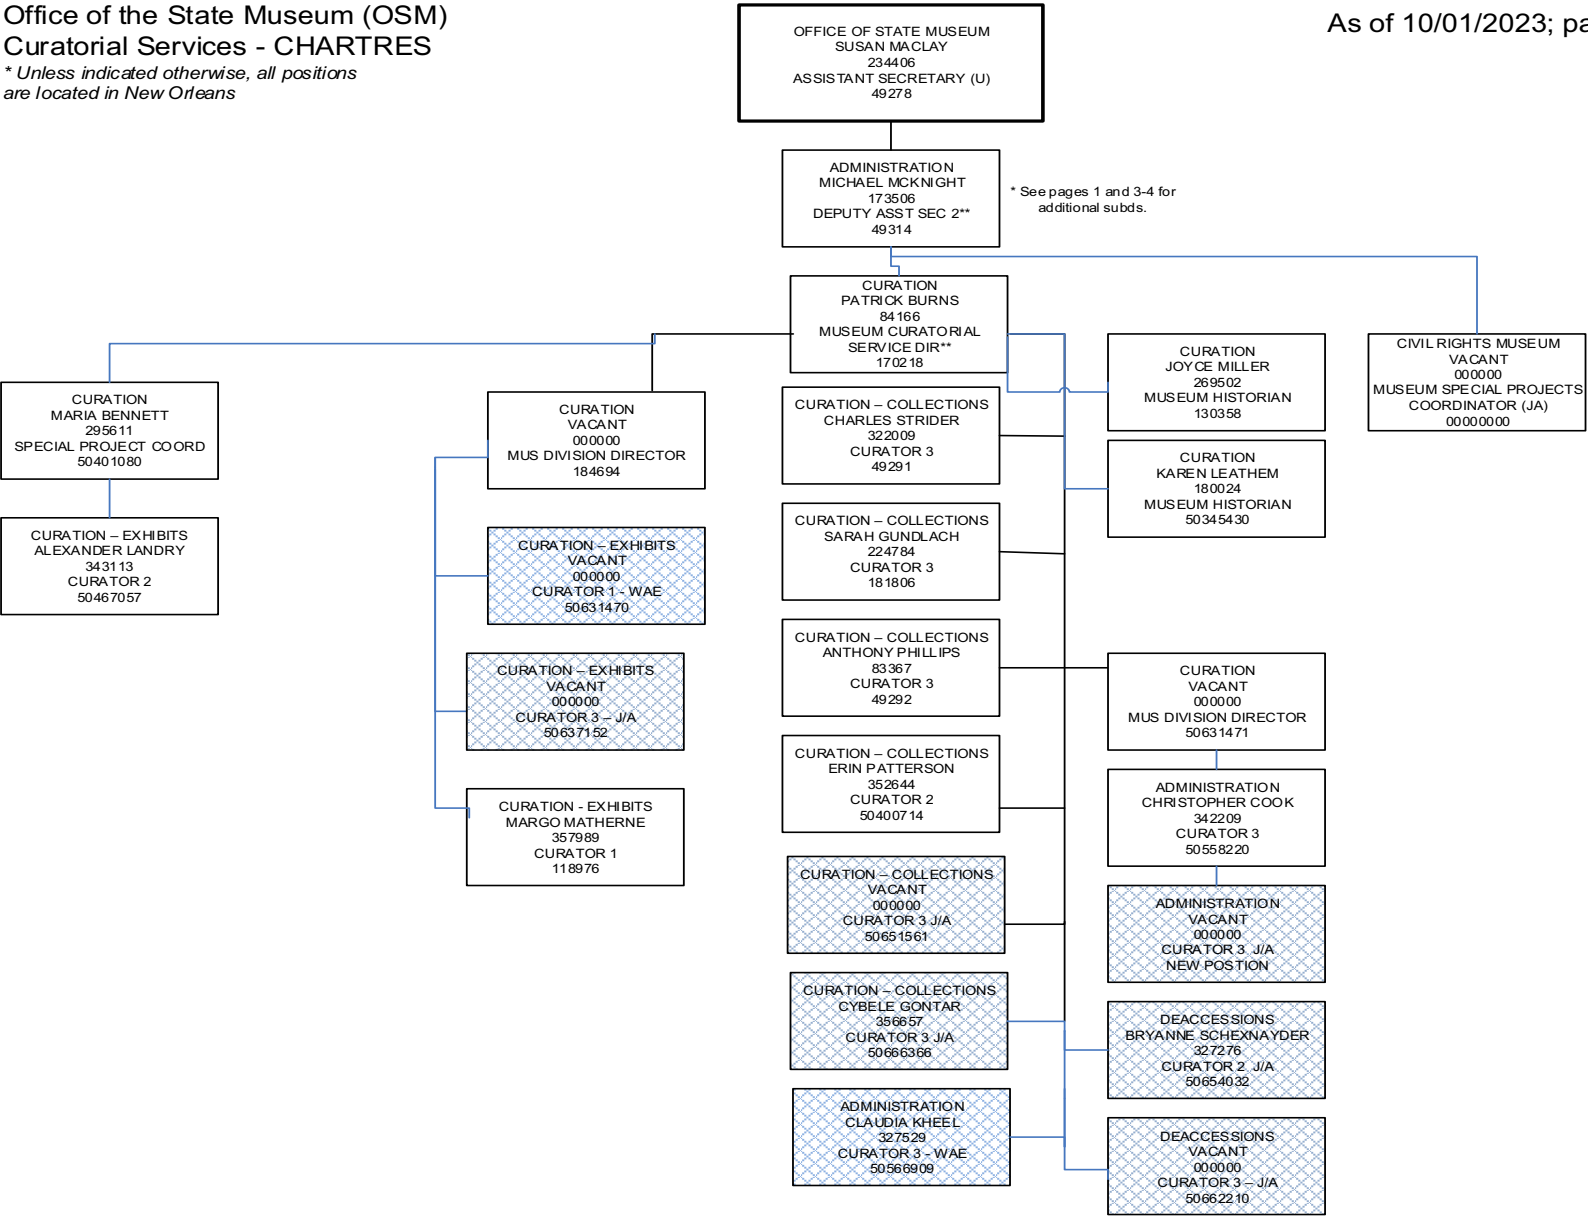 Office of the State Museum (OSM)
Curatorial Services - CHARTRES
* Unless indicated otherwise, all positions
are located in New Orleans
As of 10/01/2023; pa
OFFICE OF STATE MUSEUM
SUSAN MACLAY
234406
ASSISTANT SECRETARY (U)
49278
ADMINISTRATION
MICHAEL MCKNIGHT
173506
DEPUTY ASST SEC 2**
49314
* See pages 1 and 3-4 for
additional subds.
CURATION
PATRICK BURNS
84166
MUSEUM CURATORIAL
SERVICE DIR**
170218
CURATION
MARIA BENNETT
295611
SPECIAL PROJECT COORD
50401080
CURATION – EXHIBITS
ALEXANDER LANDRY
343113
CURATOR 2
50467057
CURATION
VACANT
000000
MUS DIVISION DIRECTOR
184694
CURATION – EXHIBITS
VACANT
000000
CURATOR 1 - WAE
50631470
CURATION – EXHIBITS
VACANT
000000
CURATOR 3 – J/A
50637152
CURATION - EXHIBITS
MARGO MATHERNE
357989
CURATOR 1
118976
CURATION – COLLECTIONS
CHARLES STRIDER
322009
CURATOR 3
49291
CURATION – COLLECTIONS
SARAH GUNDLACH
224784
CURATOR 3
181806
CURATION – COLLECTIONS
ANTHONY PHILLIPS
83367
CURATOR 3
49292
CURATION – COLLECTIONS
ERIN PATTERSON
352644
CURATOR 2
50400714
CURATION – COLLECTIONS
VACANT
000000
CURATOR 3 J/A
50651561
CURATION – COLLECTIONS
CYBELE GONTAR
356657
CURATOR 3 J/A
50666366
ADMINISTRATION
CLAUDIA KHEEL
327529
CURATOR 3 - WAE
50566909
CURATION
JOYCE MILLER
269502
MUSEUM HISTORIAN
130358
CURATION
KAREN LEATHEM
180024
MUSEUM HISTORIAN
50345430
CURATION
VACANT
000000
MUS DIVISION DIRECTOR
50631471
ADMINISTRATION
CHRISTOPHER COOK
342209
CURATOR 3
50558220
ADMINISTRATION
VACANT
000000
CURATOR 3 J/A
NEW POSTION
DEACCESSIONS
BRYANNE SCHEXNAYDER
327276
CURATOR 2 J/A
50654032
DEACCESSIONS
VACANT
000000
CURATOR 3 – J/A
50662210
CIVIL RIGHTS MUSEUM
VACANT
000000
MUSEUM SPECIAL PROJECTS
COORDINATOR (JA)
00000000